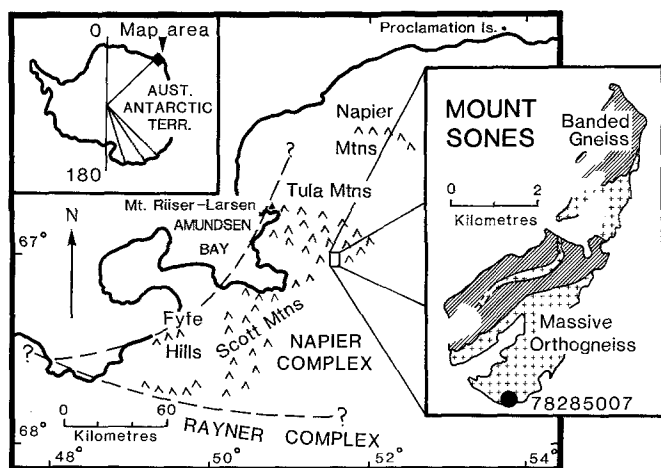 0
Map area
AUST.
ANTARCTIC
TERR.
180
Proclamation Is.
Napier
Mtns
?
Tula Mtns
Mt. Riiser-Larsen
AMUNDSEN
BAY
N
67°
Fyfe
Hills
Scott Mtns
NAPIER
COMPLEX
?
?
0 60
Kilometres
RAYNER COMPLEX
68°
48° 50° 52° 54°
MOUNT
SONES
Banded
Gneiss
0 2
Kilometres
Massive
Orthogneiss
78285007